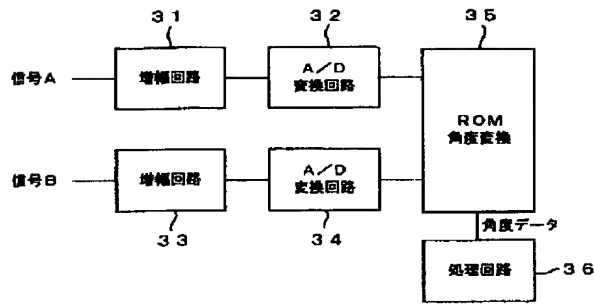 31
32
35
信号A
増幅回路
A/D
変換回路
ROM
角度変換
信号B
増幅回路
A/D
変換回路
33
34
角度データ
処理回路
36